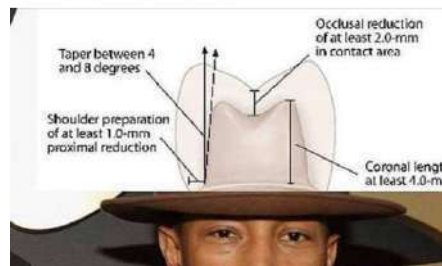 Occlusal reduction
of at least 2.0-mm
in contact area
Taper between 4
and 8 degrees
Shoulder preparation
of at least 1.0-mm
proximal reduction
Coronal lengt
at least 4.0-m